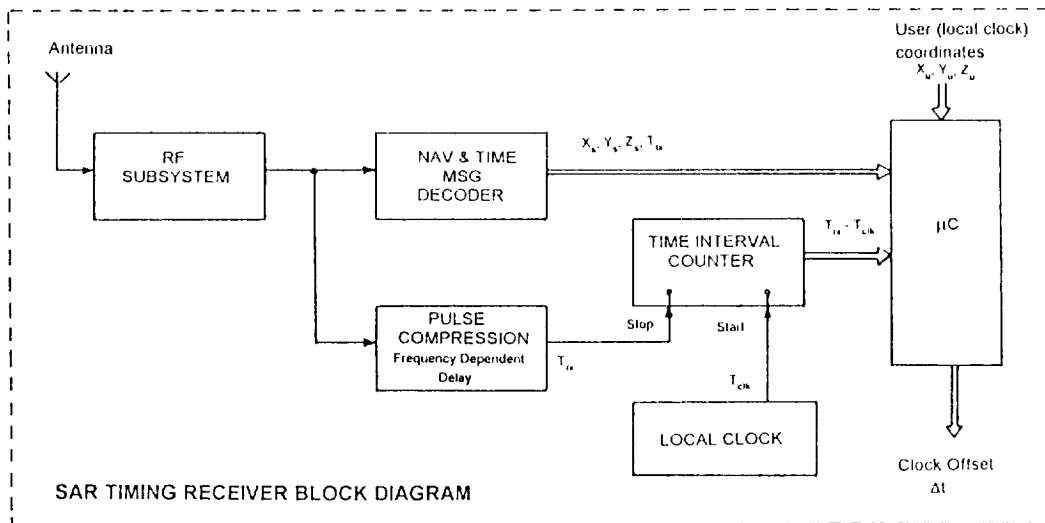 Antenna
RF
SUBSYSTEM
NAV & TIME
MSG
DECODER
X_s, Y_s, Z_s, T_tx
User (local clock)
coordinates
X_u, Y_u, Z_u
μC
TIME INTERVAL
COUNTER
T_rx - T_clk
Stop
Start
PULSE
COMPRESSION
Frequency Dependent
Delay
T_rx
T_clk
LOCAL CLOCK
Clock Offset
Δt
SAR TIMING RECEIVER BLOCK DIAGRAM